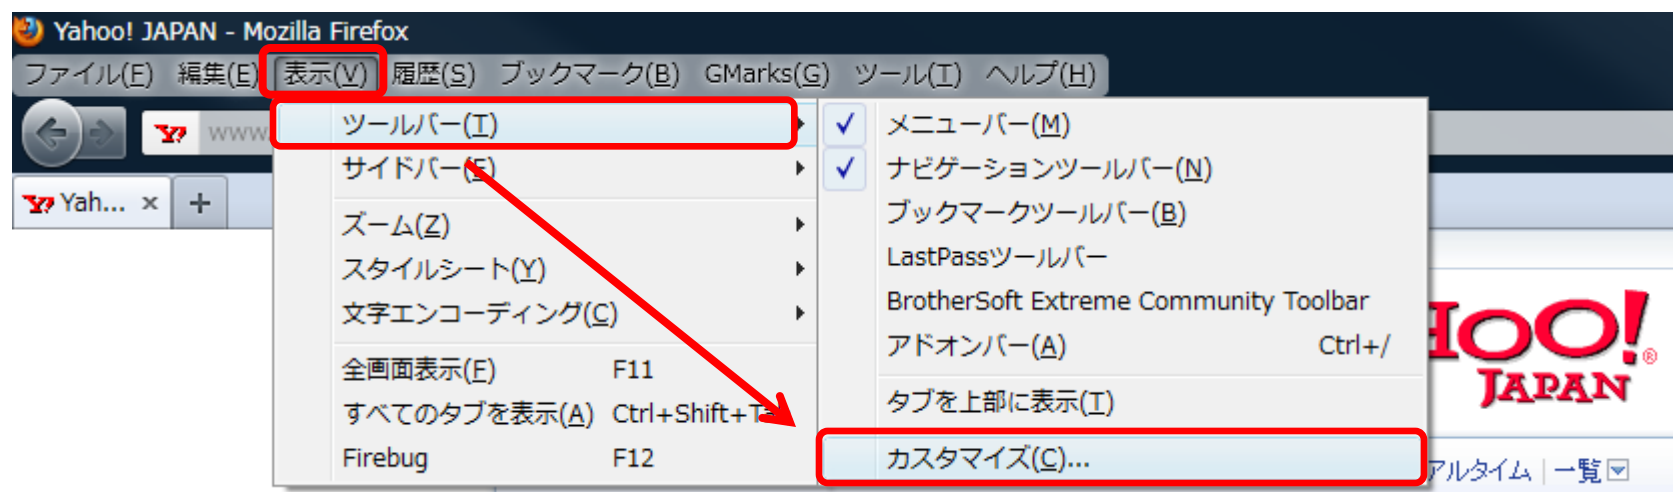 Yahoo! JAPAN - Mozilla Firefox
ファイル(F) 編集(E) 表示(V) 履歴(S) ブックマーク(B) GMarks(G) ツール(T) ヘルプ(H)
www.
Yah... × +
ツールバー(T)
サイドバー(E)
ズーム(Z)
スタイルシート(Y)
文字エンコーディング(C)
全画面表示(F) F11
すべてのタブを表示(A) Ctrl+Shift+T
Firebug F12
メニューバー(M)
ナビゲーションツールバー(N)
ブックマークツールバー(B)
LastPassツールバー
BrotherSoft Extreme Community Toolbar
アドオンバー(A) Ctrl+/
タブを上部に表示(T)
カスタマイズ(C)...
HOO!
JAPAN
アルタイム | 一覧